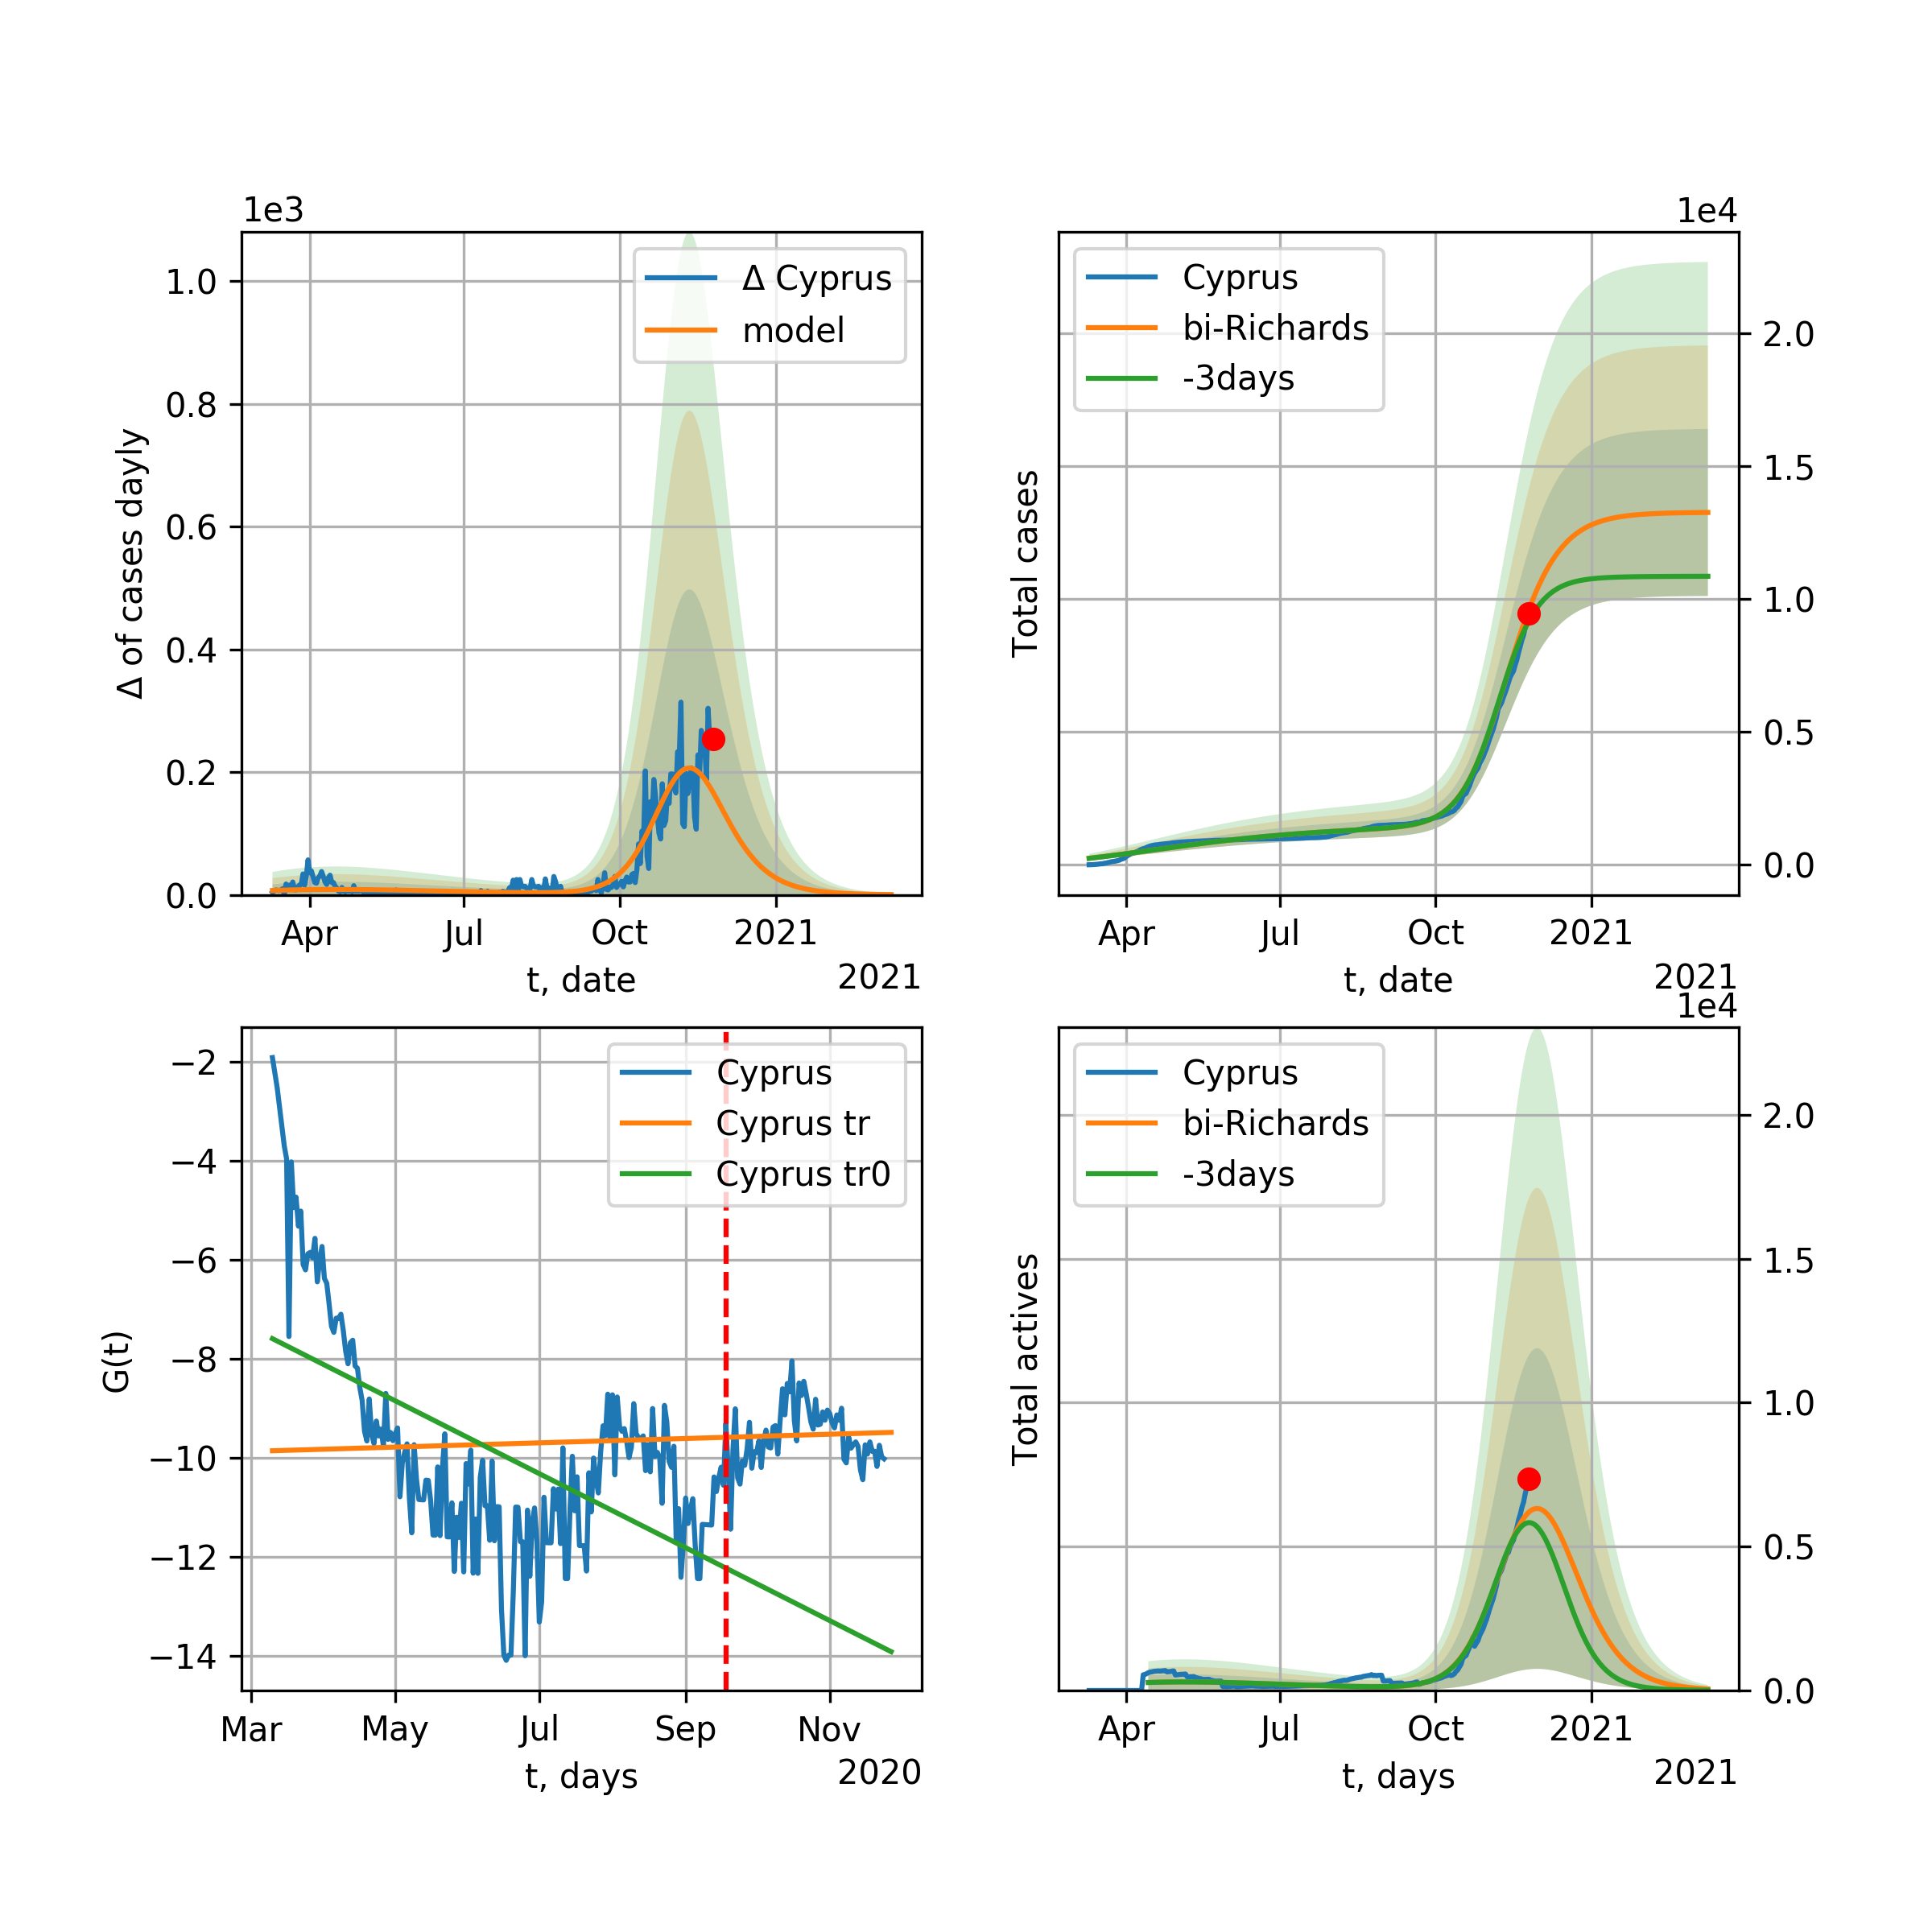 1e3
Δ of cases dayly
1.0
0.8
0.6
0.4
0.2
0.0
Δ Cyprus
model
Apr Jul Oct 2021
t, date
2021
1e4
Total cases
Cyprus
bi-Richards
-3days
2.0
1.5
1.0
0.5
0.0
Apr Jul Oct 2021
t, date
2021
G(t)
−2
−4
−6
−8
−10
−12
−14
Cyprus
Cyprus tr
Cyprus tr0
Mar May Jul Sep Nov
t, days
2020
1e4
Total actives
Cyprus
bi-Richards
-3days
2.0
1.5
1.0
0.5
0.0
Apr Jul Oct 2021
t, days
2021